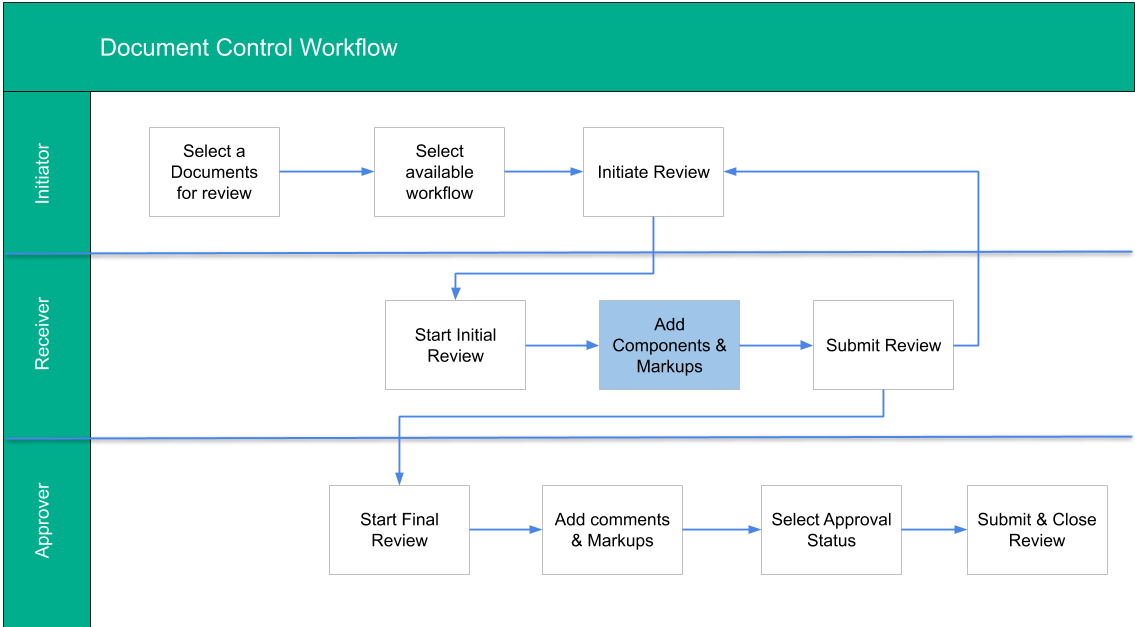 Document Control Workflow
Initiator
Select a
Documents
for review
Select
available
workflow
Initiate Review
Receiver
Start Initial
Review
Add
Components &
Markups
Submit Review
Approver
Start Final
Review
Add comments
& Markups
Select Approval
Status
Submit & Close
Review